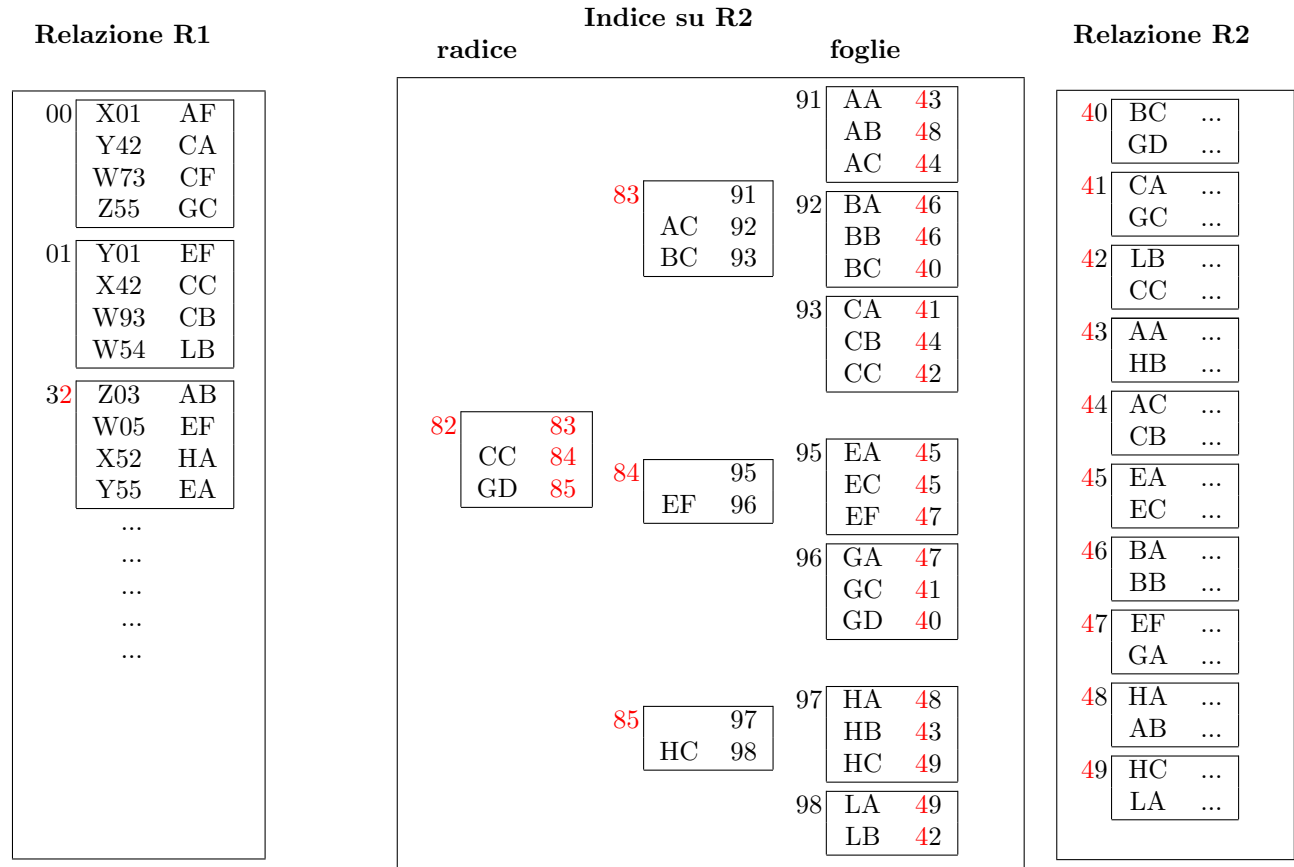 Indice su R2
Relazione R1
radice
foglie
Relazione R2
00 X01 AF
Y42 CA
W73 CF
Z55 GC
01 Y01 EF
X42 CC
W93 CB
W54 LB
32 Z03 AB
W05 EF
X52 HA
Y55 EA
...
...
...
...
...
82 83
CC 84
GD 85
83 91
AC 92
BC 93
84 95
EF 96
85 97
HC 98
91 AA 43
AB 48
AC 44
92 BA 46
BB 46
BC 40
93 CA 41
CB 44
CC 42
95 EA 45
EC 45
EF 47
96 GA 47
GC 41
GD 40
97 HA 48
HB 43
HC 49
98 LA 49
LB 42
40 BC ...
GD ...
41 CA ...
GC ...
42 LB ...
CC ...
43 AA ...
HB ...
44 AC ...
CB ...
45 EA ...
EC ...
46 BA ...
BB ...
47 EF ...
GA ...
48 HA ...
AB ...
49 HC ...
LA ...